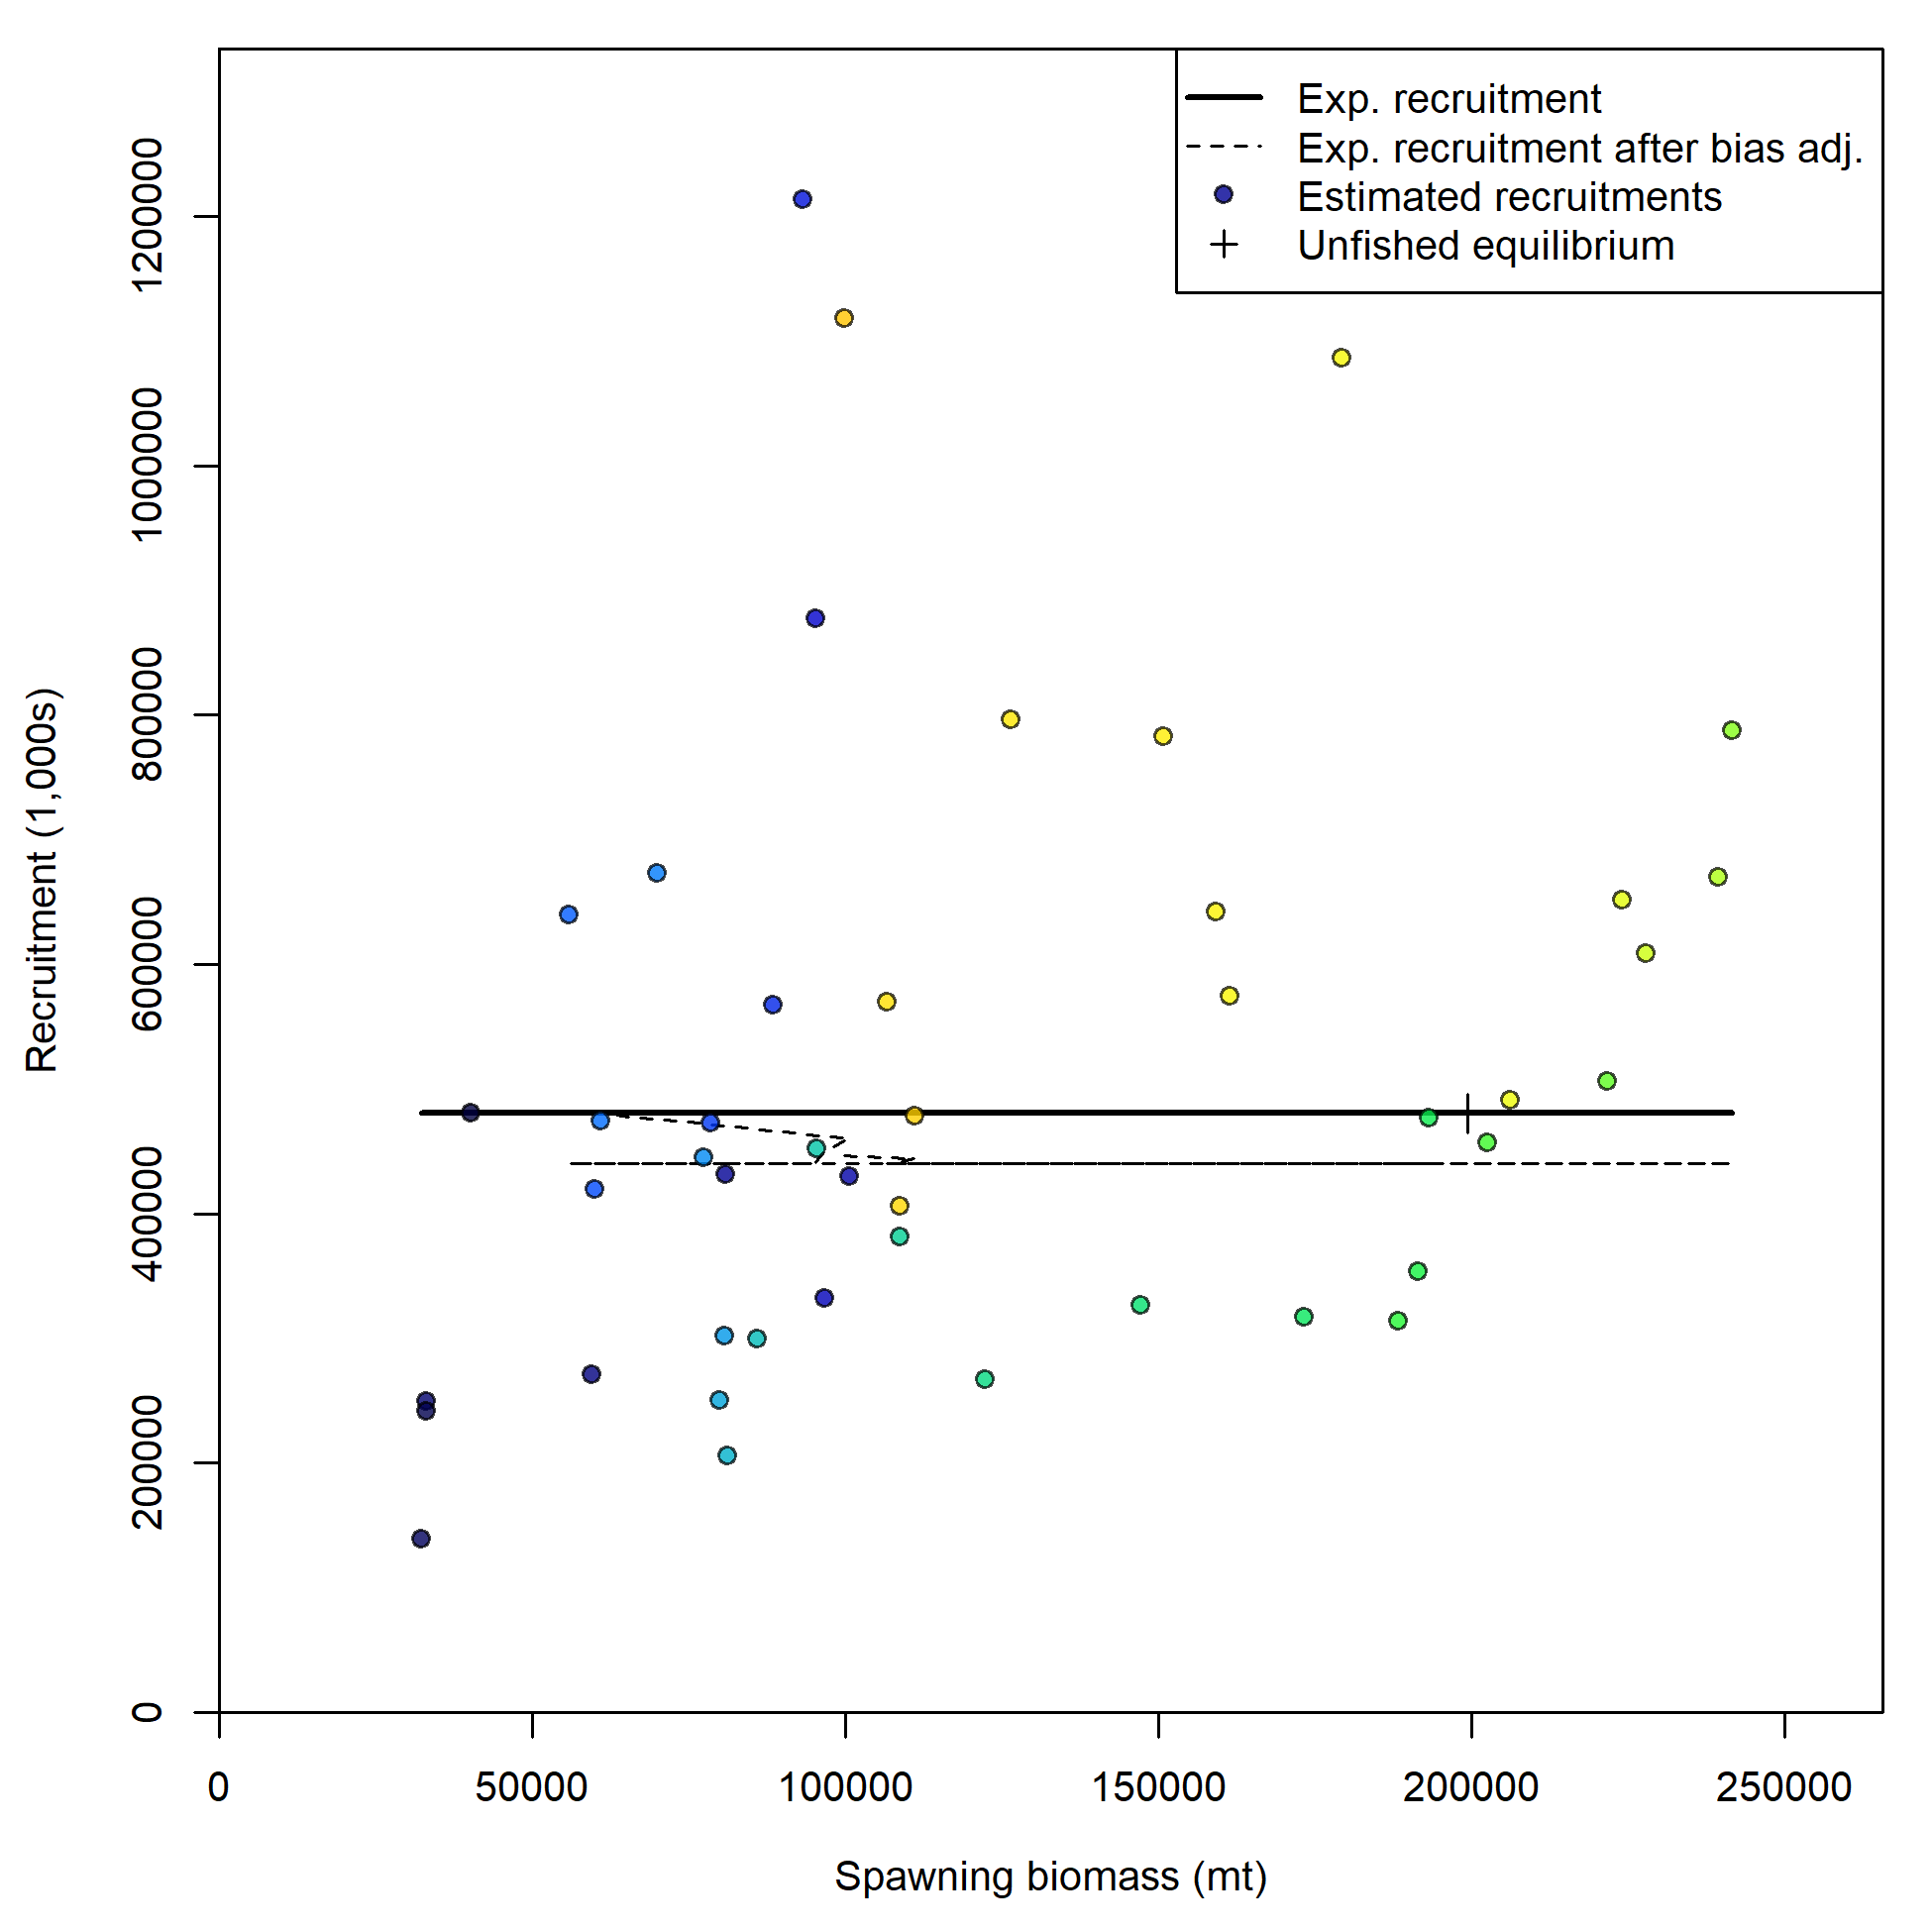 Exp. recruitment
Exp. recruitment after bias adj.
Estimated recruitments
Unfished equilibrium
Recruitment (1,000s)
1200000
1000000
800000
600000
400000
200000
0
0 50000 100000 150000 200000 250000
Spawning biomass (mt)